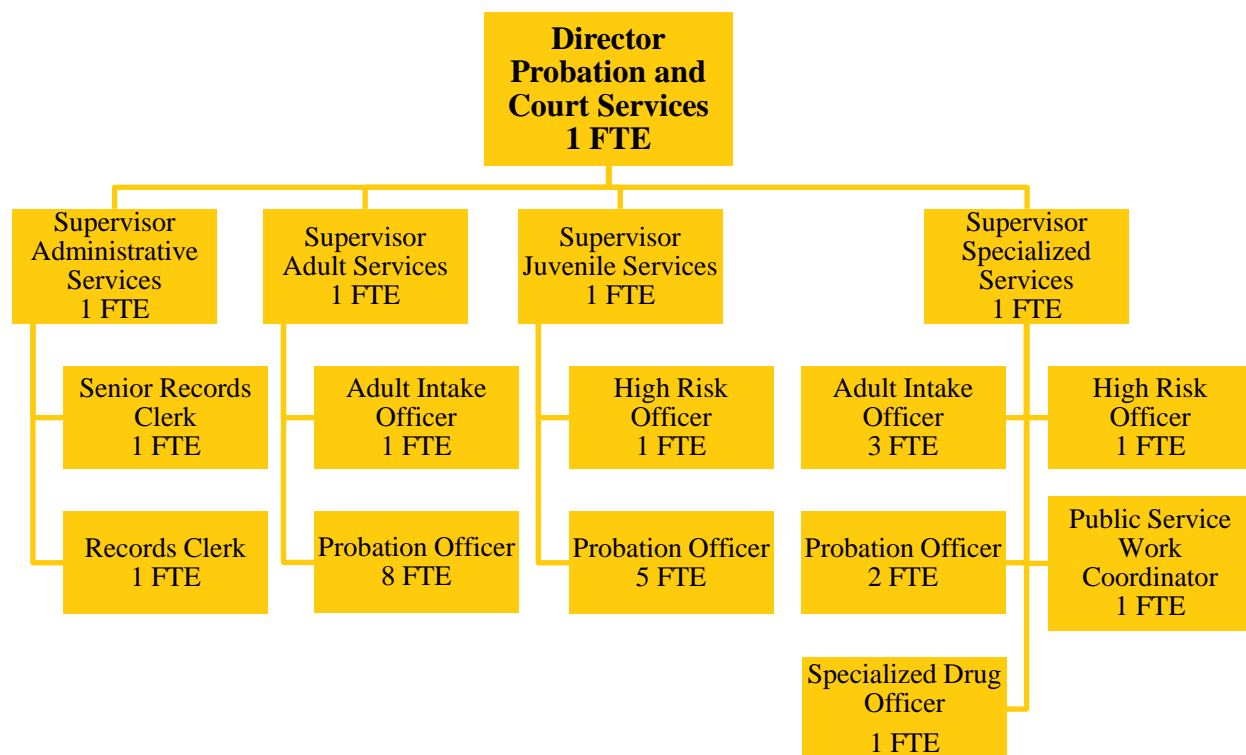 Director
Probation and
Court Services
1 FTE
Supervisor
Administrative
Services
1 FTE
Supervisor
Adult Services
1 FTE
Supervisor
Juvenile Services
1 FTE
Supervisor
Specialized
Services
1 FTE
Senior Records
Clerk
1 FTE
Adult Intake
Officer
1 FTE
High Risk
Officer
1 FTE
Adult Intake
Officer
3 FTE
High Risk
Officer
1 FTE
Records Clerk
1 FTE
Probation Officer
8 FTE
Probation Officer
5 FTE
Probation Officer
2 FTE
Public Service
Work
Coordinator
1 FTE
Specialized Drug
Officer
1 FTE